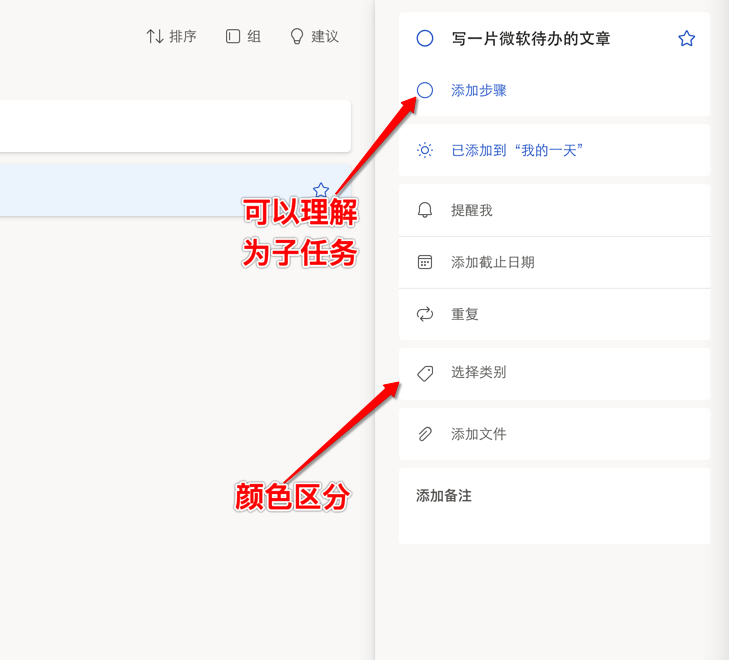 排序 组 建议
可以理解
为子任务
颜色区分
写一片微软待办的文章
添加步骤
已添加到“我的一天”
提醒我
添加截止日期
重复
选择类别
添加文件
添加备注